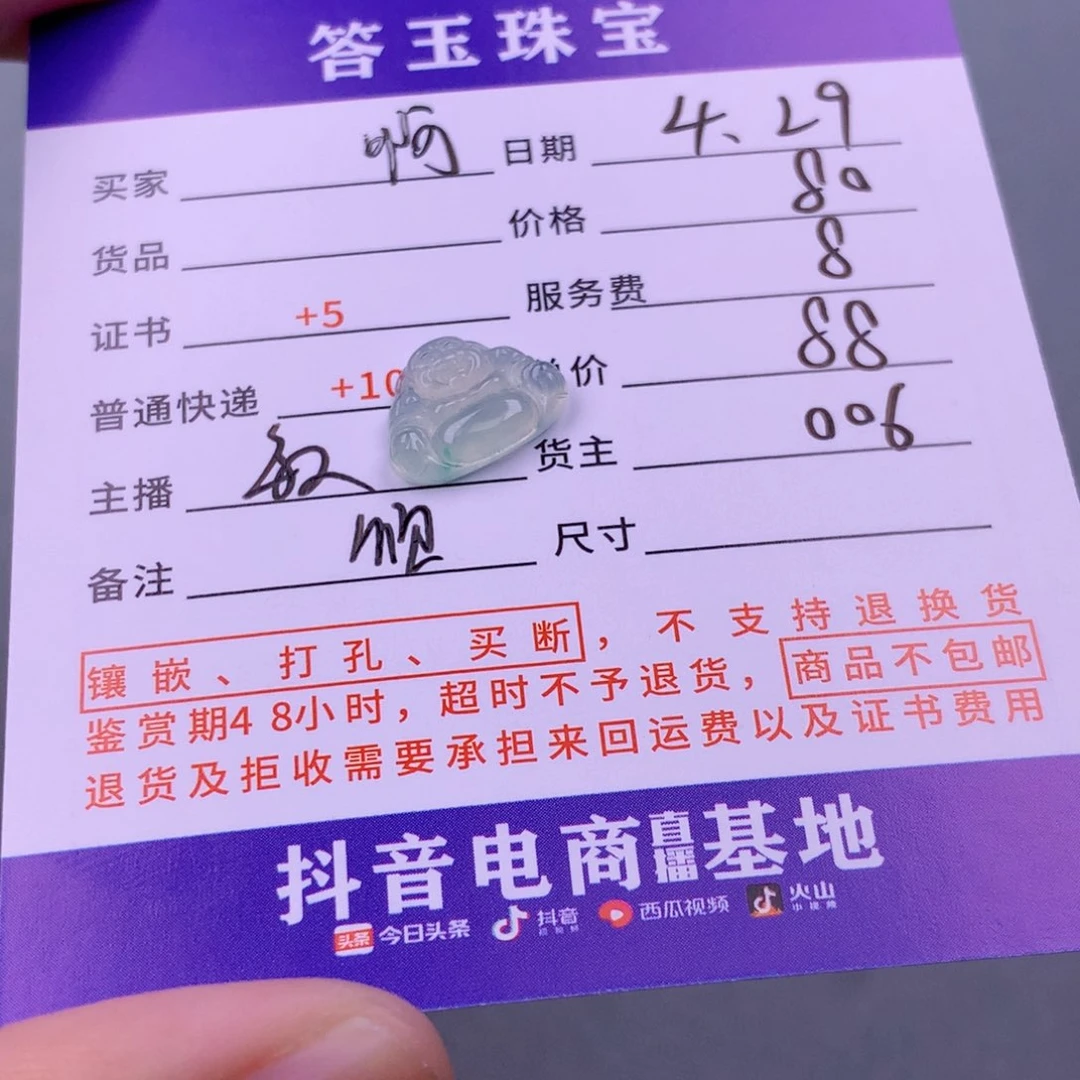 答玉珠宝
买家 啊 日期 4、29
货品 价格 80
证书 +5 服务费 8
普通快递 +10 价 88
主播 敏 货主 006
备注 尺寸
镶嵌、打孔、买断，不支持退换货
鉴赏期48小时，超时不予退货，商品不包邮
退货及拒收需要承担来回运费以及证书费用
抖音电商直播基地
头条 今日头条 抖音 西瓜视频 火山